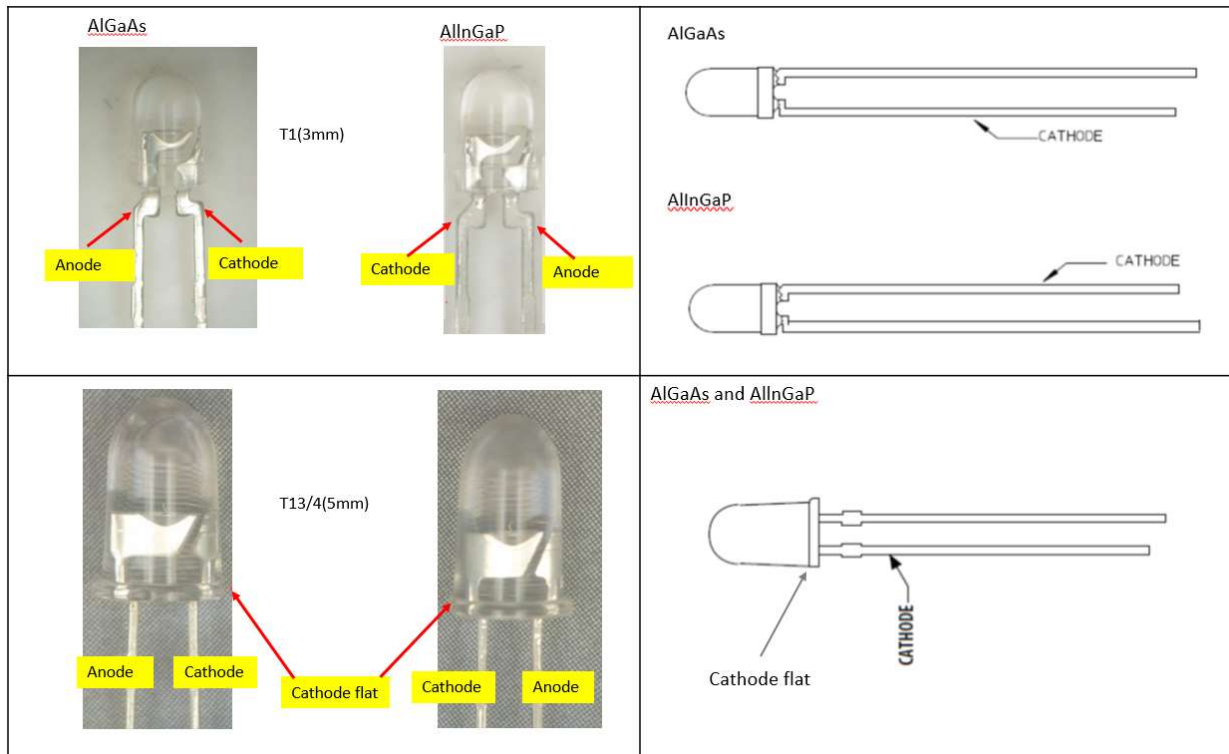 AlGaAs
AlInGaP
T1(3mm)
Anode
Cathode
Cathode
Anode
AlGaAs
CATHODE
AlInGaP
CATHODE
T13/4(5mm)
Anode
Cathode
Cathode flat
Cathode
Anode
AlGaAs and AlInGaP
CATHODE
Cathode flat